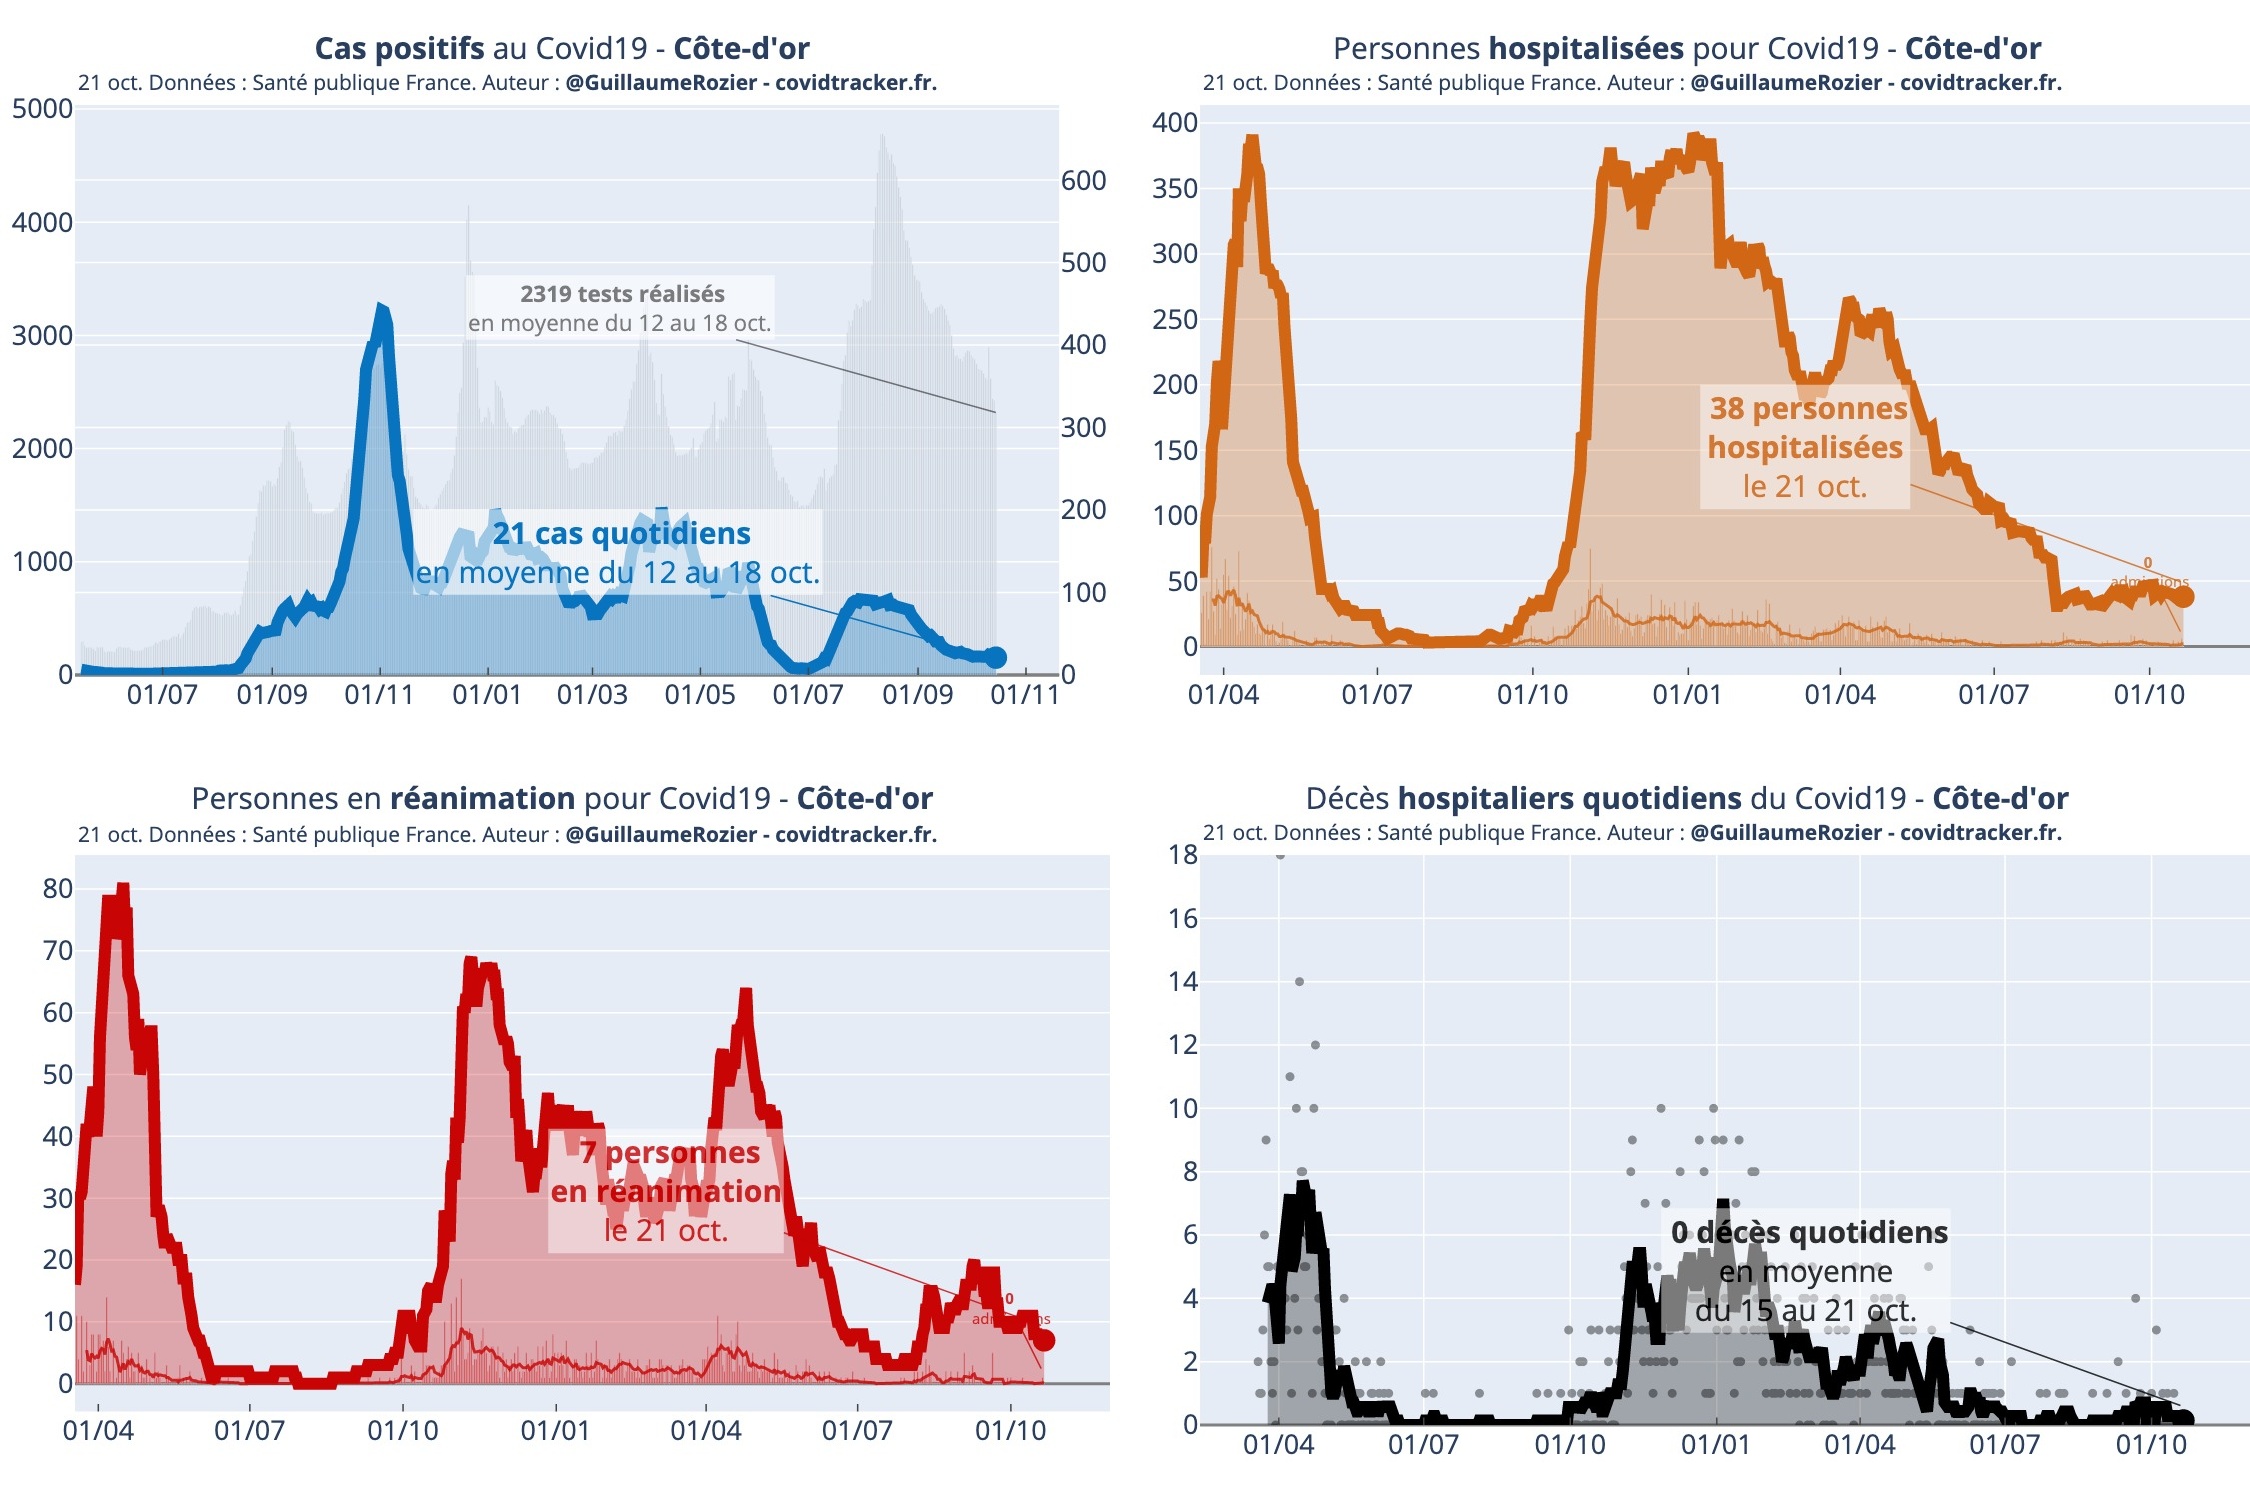 Cas positifs au Covid19 - Côte-d'or
21 oct. Données : Santé publique France. Auteur : @GuillaumeRozier - covidtracker.fr.
5000
4000
3000
2000
1000
0
600
500
400
300
200
100
0
2319 tests réalisés
en moyenne du 12 au 18 oct.
21 cas quotidiens
en moyenne du 12 au 18 oct.
01/07 01/09 01/11 01/01 01/03 01/05 01/07 01/09 01/11
Personnes hospitalisées pour Covid19 - Côte-d'or
21 oct. Données : Santé publique France. Auteur : @GuillaumeRozier - covidtracker.fr.
400
350
300
250
200
150
100
50
0
38 personnes
hospitalisées
le 21 oct.
0
admissions
01/04 01/07 01/10 01/01 01/04 01/07 01/10
Personnes en réanimation pour Covid19 - Côte-d'or
21 oct. Données : Santé publique France. Auteur : @GuillaumeRozier - covidtracker.fr.
80
70
60
50
40
30
20
10
0
7 personnes
en réanimation
le 21 oct.
0
admissions
01/04 01/07 01/10 01/01 01/04 01/07 01/10
Décès hospitaliers quotidiens du Covid19 - Côte-d'or
21 oct. Données : Santé publique France. Auteur : @GuillaumeRozier - covidtracker.fr.
18
16
14
12
10
8
6
4
2
0
0 décès quotidiens
en moyenne
du 15 au 21 oct.
01/04 01/07 01/10 01/01 01/04 01/07 01/10